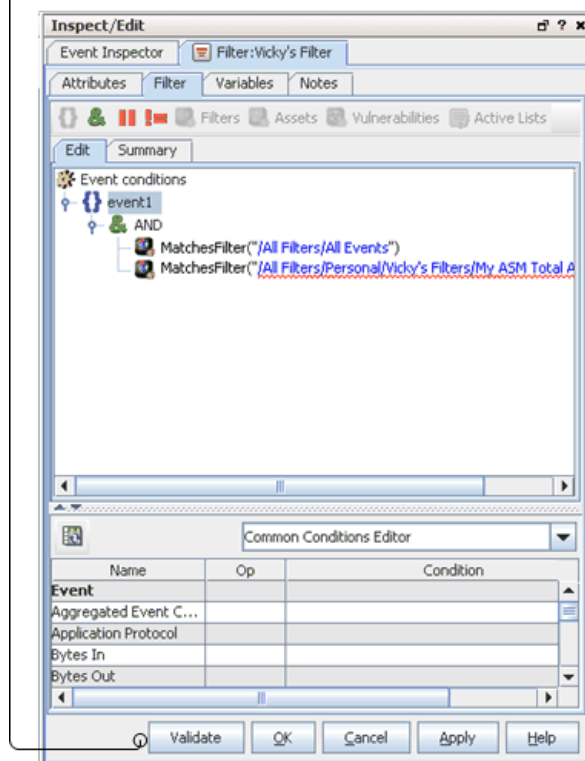 Inspect/Edit
Event Inspector Filter:Vicky's Filter
Attributes Filter Variables Notes
Filters Assets Vulnerabilities Active Lists
Edit Summary
Event conditions
event1
AND
MatchesFilter("/All Filters/All Events")
MatchesFilter("/All Filters/Personal/Vicky's Filters/My ASM Total A
Common Conditions Editor
Name Op Condition
Event
Aggregated Event C...
Application Protocol
Bytes In
Bytes Out
Validate OK Cancel Apply Help